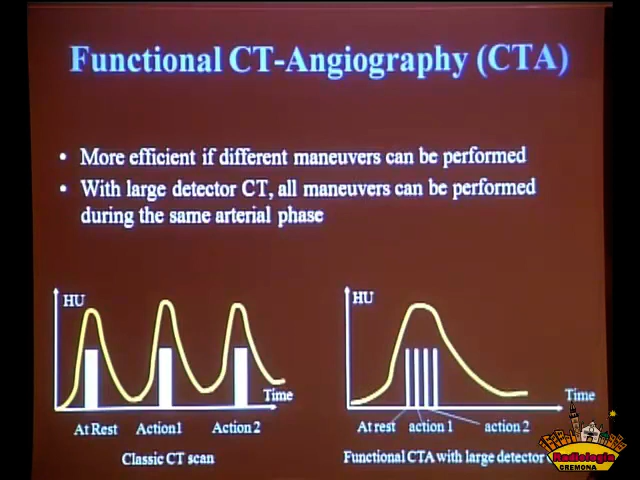 Functional CT-Angiography (CTA)
• More efficient if different maneuvers can be performed
• With large detector CT, all maneuvers can be performed
during the same arterial phase
HU
Time
At Rest Action1 Action 2
Classic CT scan
HU
Time
At rest action 1 action 2
Functional CTA with large detector
Radiologia
CREMONA